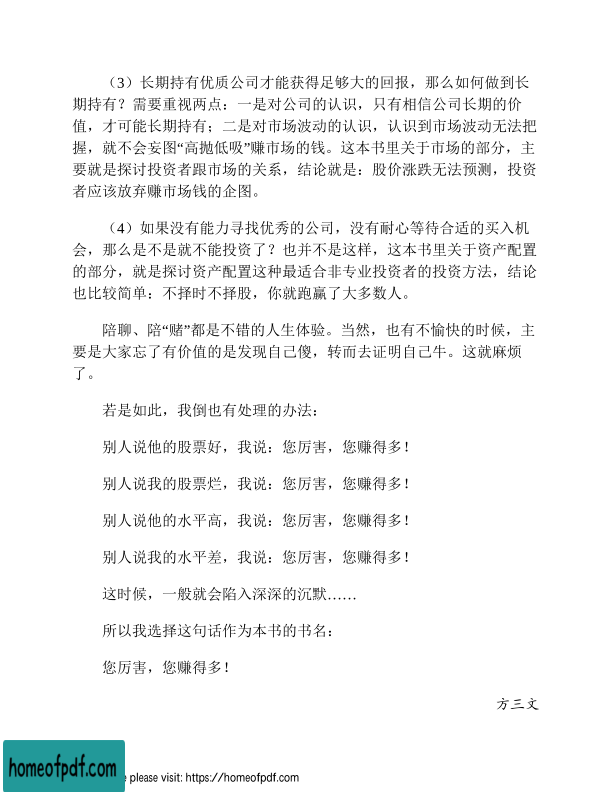 （3）长期持有优质公司才能获得足够大的回报，那么如何做到长
期持有？需要重视两点：一是对公司的认识，只有相信公司长期的价
值，才可能长期持有；二是对市场波动的认识，认识到市场波动无法把
握，就不会妄图“高抛低吸”赚市场的钱。这本书里关于市场的部分，主
要就是探讨投资者跟市场的关系，结论就是：股价涨跌无法预测，投资
者应该放弃赚市场钱的企图。
（4）如果没有能力寻找优秀的公司，没有耐心等待合适的买入机
会，那么是不是就不能投资了？也并不是这样，这本书里关于资产配置
的部分，就是探讨资产配置这种最适合非专业投资者的投资方法，结论
也比较简单：不择时不择股，你就跑赢了大多数人。
陪聊、陪“赌”都是不错的人生体验。当然，也有不愉快的时候，主
要是大家忘了有价值的是发现自己傻，转而去证明自己牛。这就麻烦
了。
若是如此，我倒也有处理的办法：
别人说他的股票好，我说：您厉害，您赚得多！
别人说我的股票烂，我说：您厉害，您赚得多！
别人说他的水平高，我说：您厉害，您赚得多！
别人说我的水平差，我说：您厉害，您赚得多！
这时候，一般就会陷入深深的沉默……
所以我选择这句话作为本书的书名：
您厉害，您赚得多！
方三文
homeofpdf.com
e please visit: https://homeofpdf.com